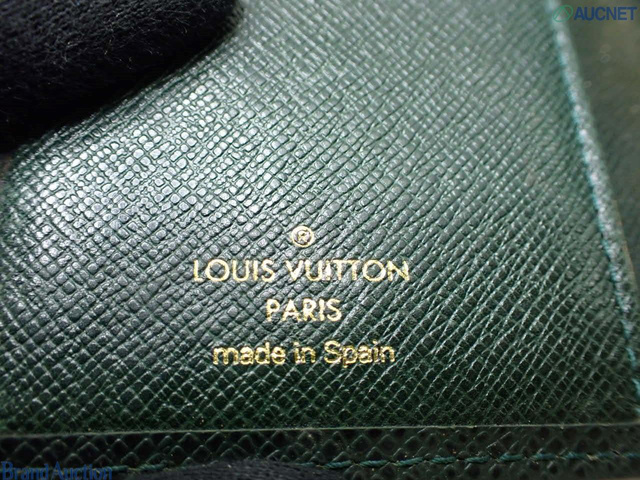 AUCNET
®
LOUIS VUITTON
PARIS
made in Spain
Brand Auction